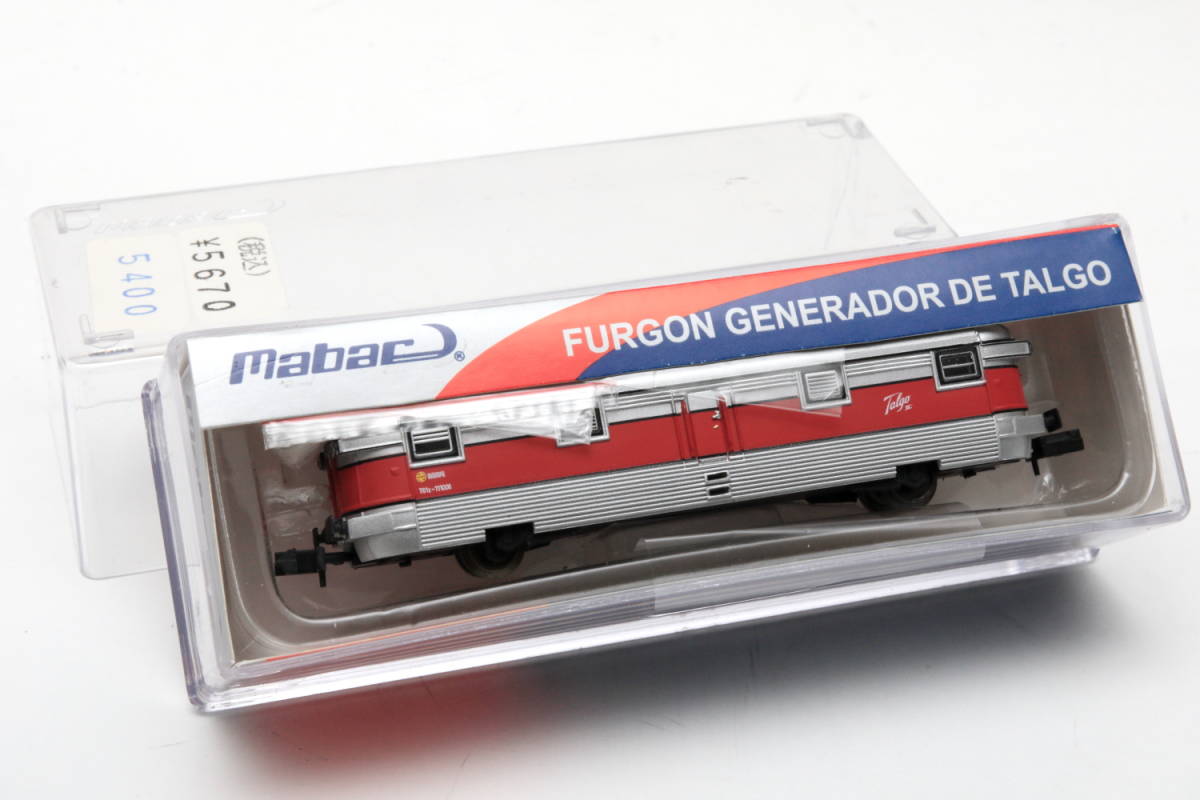 (税込)
¥5670
5400
mabar®
FURGON GENERADOR DE TALGO
Talgo